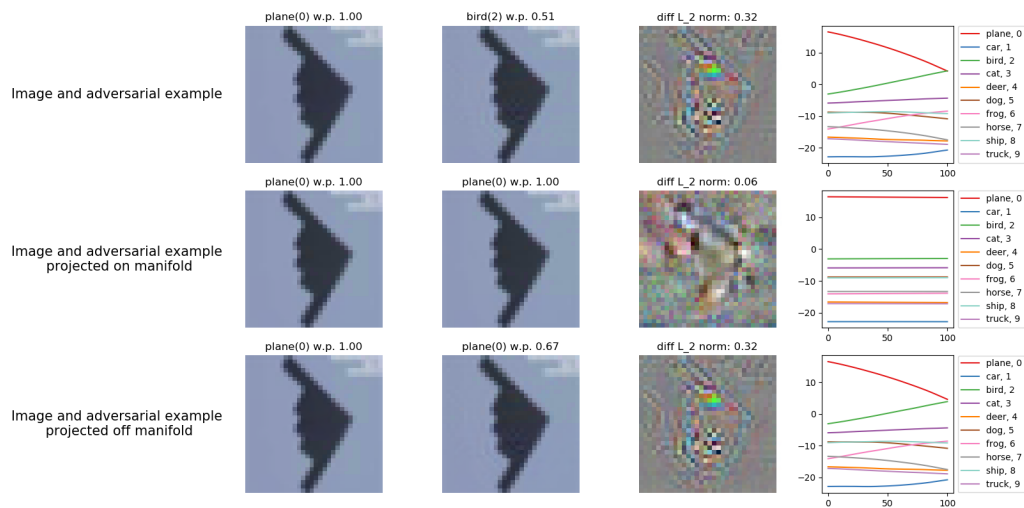 plane(0) w.p. 1.00
bird(2) w.p. 0.51
diff L_2 norm: 0.32
Image and adversarial example
10
0
−10
−20
0
50
100
plane, 0
car, 1
bird, 2
cat, 3
deer, 4
dog, 5
frog, 6
horse, 7
ship, 8
truck, 9
plane(0) w.p. 1.00
plane(0) w.p. 1.00
diff L_2 norm: 0.06
Image and adversarial example
projected on manifold
10
0
−10
−20
0
50
100
plane, 0
car, 1
bird, 2
cat, 3
deer, 4
dog, 5
frog, 6
horse, 7
ship, 8
truck, 9
plane(0) w.p. 1.00
plane(0) w.p. 0.67
diff L_2 norm: 0.32
Image and adversarial example
projected off manifold
10
0
−10
−20
0
50
100
plane, 0
car, 1
bird, 2
cat, 3
deer, 4
dog, 5
frog, 6
horse, 7
ship, 8
truck, 9